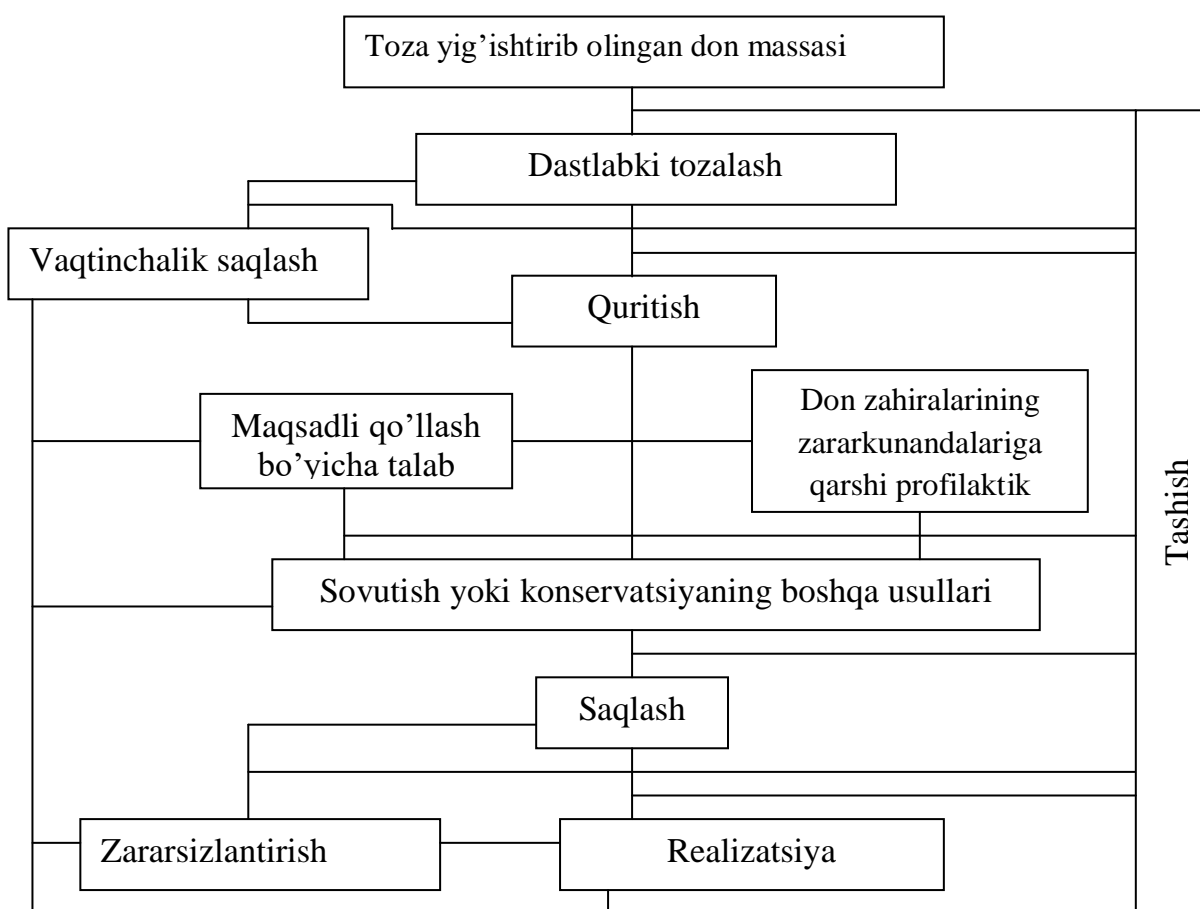 Toza yig’ishtirib olingan don massasi
Dastlabki tozalash
Vaqtinchalik saqlash
Quritish
Maqsadli qo’llash
bo’yicha talab
Don zahiralarining
zararkunandalariga
qarshi profilaktik
Tashish
Sovutish yoki konservatsiyaning boshqa usullari
Saqlash
Zararsizlantirish
Realizatsiya